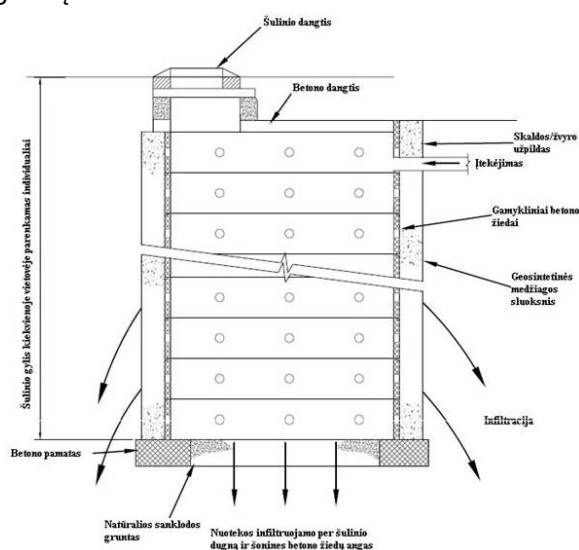 Šulinio dangtis
Betono dangtis
Skaldos/žvyro
užpildas
Įtekėjimas
Gamykliniai betono
žiedai
Geosintetinės
medžiagos
sluoksnis
Šulinio gylis kiekvienoje vietovėje parenkamas individualiai
Infiltracija
Betono pamatas
Natūralios sanklodos
gruntas
Nuotekos infiltruojamo per šulinio
dugną ir šonines betono žiedų angas